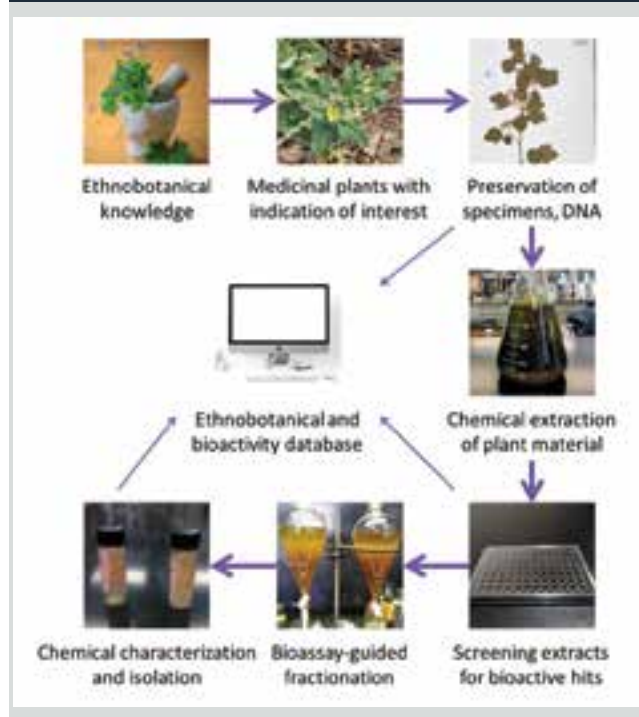 Ethnobotanical
knowledge
Medicinal plants with
indication of interest
Preservation of
specimens, DNA
Ethnobotanical and
bioactivity database
Chemical extraction
of plant material
Chemical characterization
and isolation
Bioassay-guided
fractionation
Screening extracts
for bioactive hits